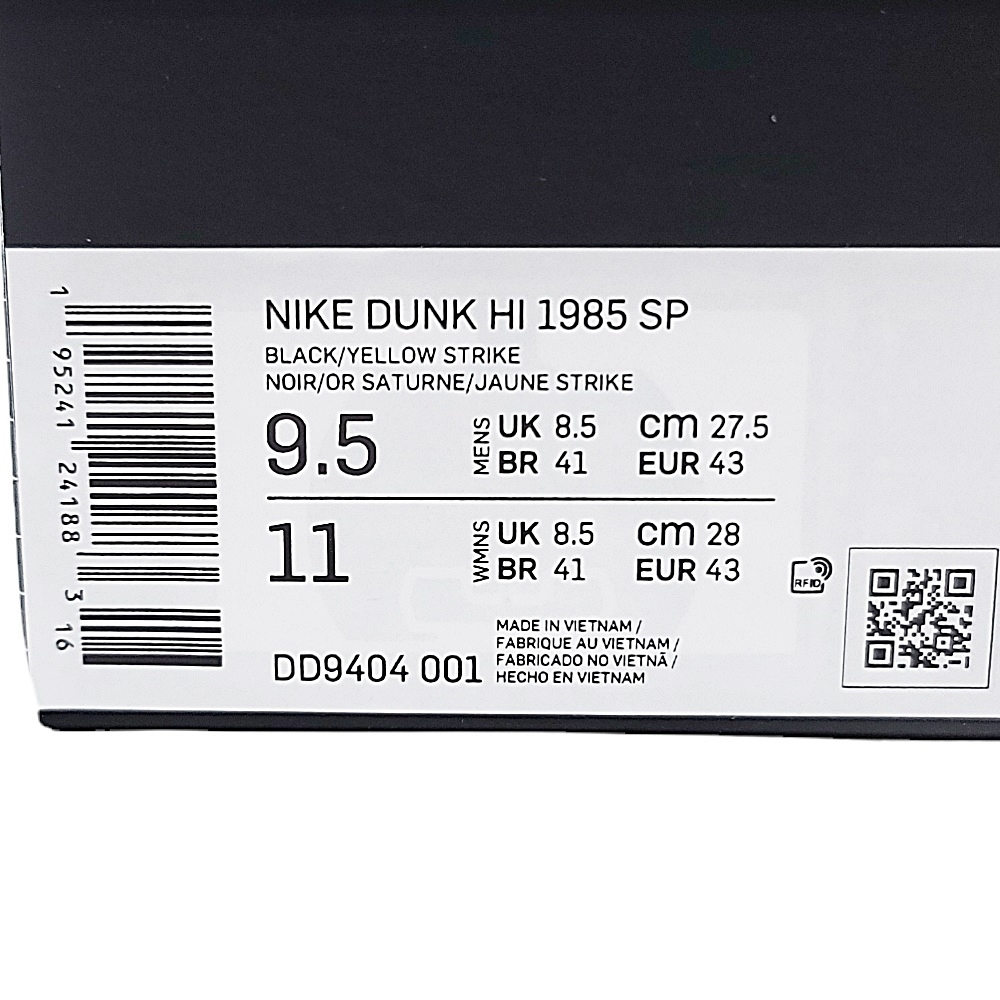 NIKE DUNK HI 1985 SP
BLACK/YELLOW STRIKE
NOIR/OR SATURNE/JAUNE STRIKE
9.5 MENS UK 8.5 CM 27.5
BR 41 EUR 43
11 WMNS UK 8.5 CM 28
BR 41 EUR 43
RFID
MADE IN VIETNAM /
FABRIQUE AU VIETNAM /
FABRICADO NO VIETNÃ /
HECHO EN VIETNAM
DD9404 001
1 95241 24188 3 16